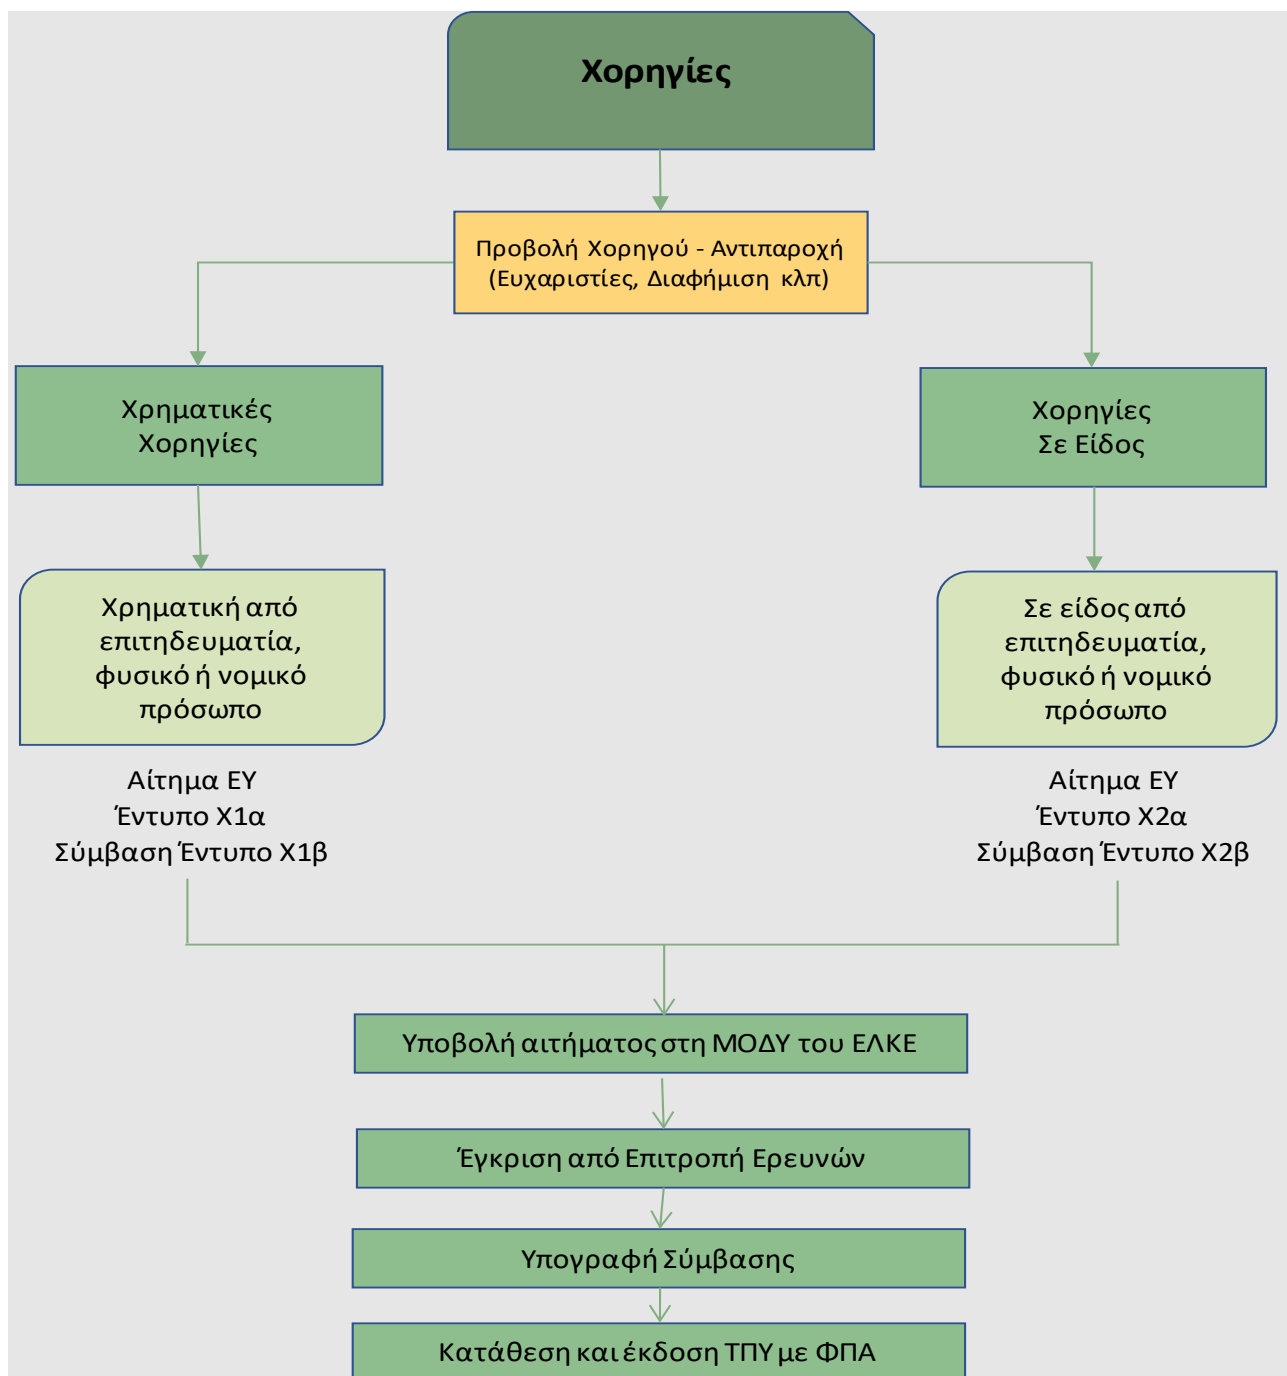 Χορηγίες
Προβολή Χορηγού - Αντιπαροχή
(Ευχαριστίες, Διαφήμιση κλπ)
Χρηματικές
Χορηγίες
Χορηγίες
Σε Είδος
Χρηματική από
επιτηδευματία,
φυσικό ή νομικό
πρόσωπο
Σε είδος από
επιτηδευματία,
φυσικό ή νομικό
πρόσωπο
Αίτημα ΕΥ
Έντυπο Χ1α
Σύμβαση Έντυπο Χ1β
Αίτημα ΕΥ
Έντυπο Χ2α
Σύμβαση Έντυπο Χ2β
Υποβολή αιτήματος στη ΜΟΔΥ του ΕΛΚΕ
Έγκριση από Επιτροπή Ερευνών
Υπογραφή Σύμβασης
Κατάθεση και έκδοση ΤΠΥ με ΦΠΑ